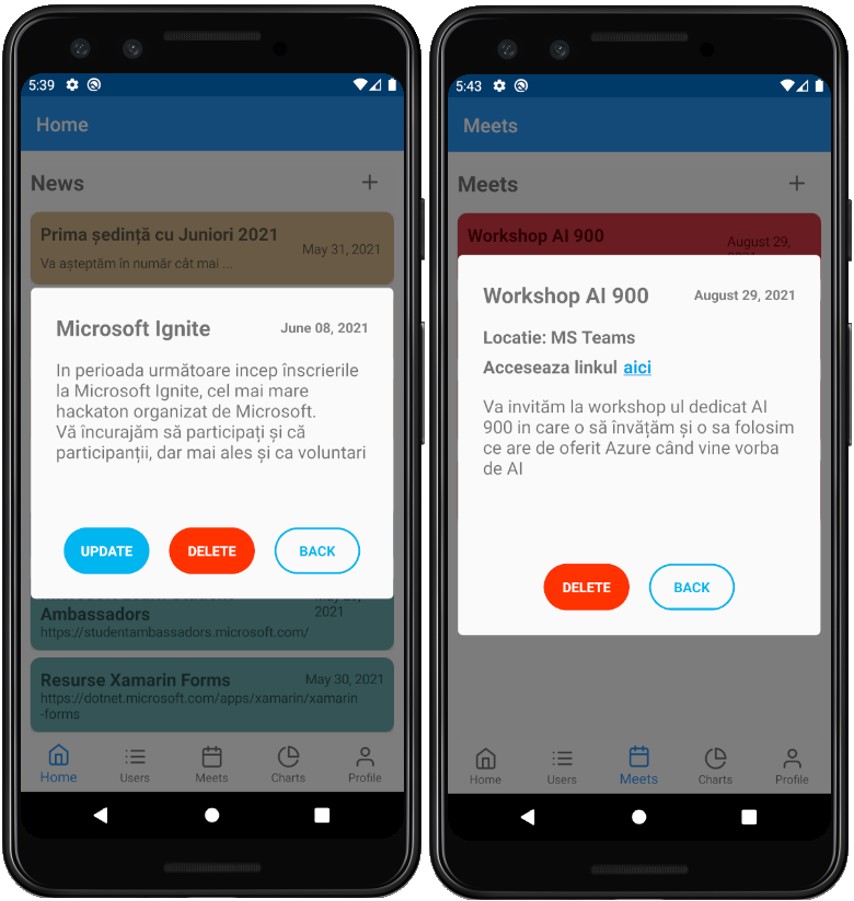 5:39
Home
News
Prima ședință cu Juniori 2021
May 31, 2021
Va așteptăm în număr cât mai ...
Microsoft Ignite
June 08, 2021
In perioada următoare incep înscrierile
la Microsoft Ignite, cel mai mare
hackaton organizat de Microsoft.
Vă încurajăm să participați și că
participanții, dar mai ales și ca voluntari
UPDATE
DELETE
BACK
Ambassadors
2021
https://studentambassadors.microsoft.com/
Resurse Xamarin Forms
May 30, 2021
https://dotnet.microsoft.com/apps/xamarin/xamarin
-forms
Home
Users
Meets
Charts
Profile
5:43
Meets
Meets
Workshop AI 900
August 29,
Workshop AI 900
August 29, 2021
Locatie: MS Teams
Acceseaza linkul aici
Va invităm la workshop ul dedicat AI
900 in care o să învățăm și o sa folosim
ce are de oferit Azure când vine vorba
de AI
DELETE
BACK
Home
Users
Meets
Charts
Profile